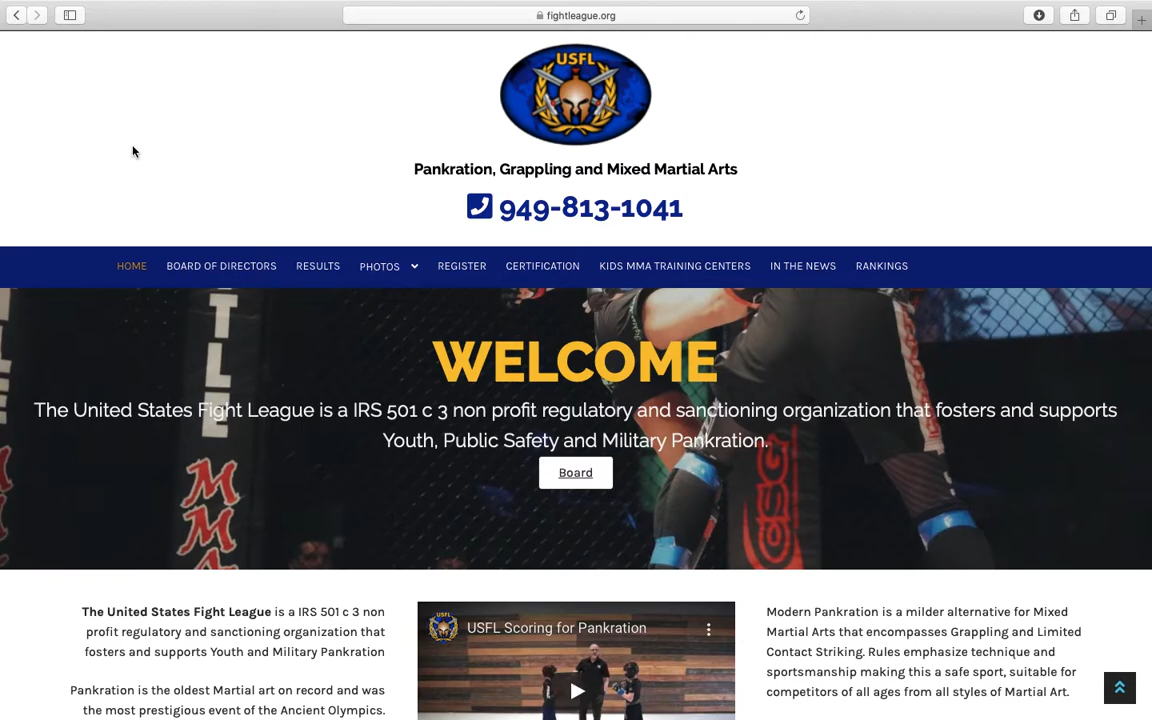 fightleague.org
USFL
Pankration, Grappling and Mixed Martial Arts
949-813-1041
HOME BOARD OF DIRECTORS RESULTS PHOTOS REGISTER CERTIFICATION KIDS MMA TRAINING CENTERS IN THE NEWS RANKINGS
WELCOME
The United States Fight League is a IRS 501 c 3 non profit regulatory and sanctioning organization that fosters and supports
Youth, Public Safety and Military Pankration.
Board
The United States Fight League is a IRS 501 c 3 non
profit regulatory and sanctioning organization that
fosters and supports Youth and Military Pankration
Pankration is the oldest Martial art on record and was
the most prestigious event of the Ancient Olympics.
USFL
USFL Scoring for Pankration
Modern Pankration is a milder alternative for Mixed
Martial Arts that encompasses Grappling and Limited
Contact Striking. Rules emphasize technique and
sportsmanship making this a safe sport, suitable for
competitors of all ages from all styles of Martial Art.